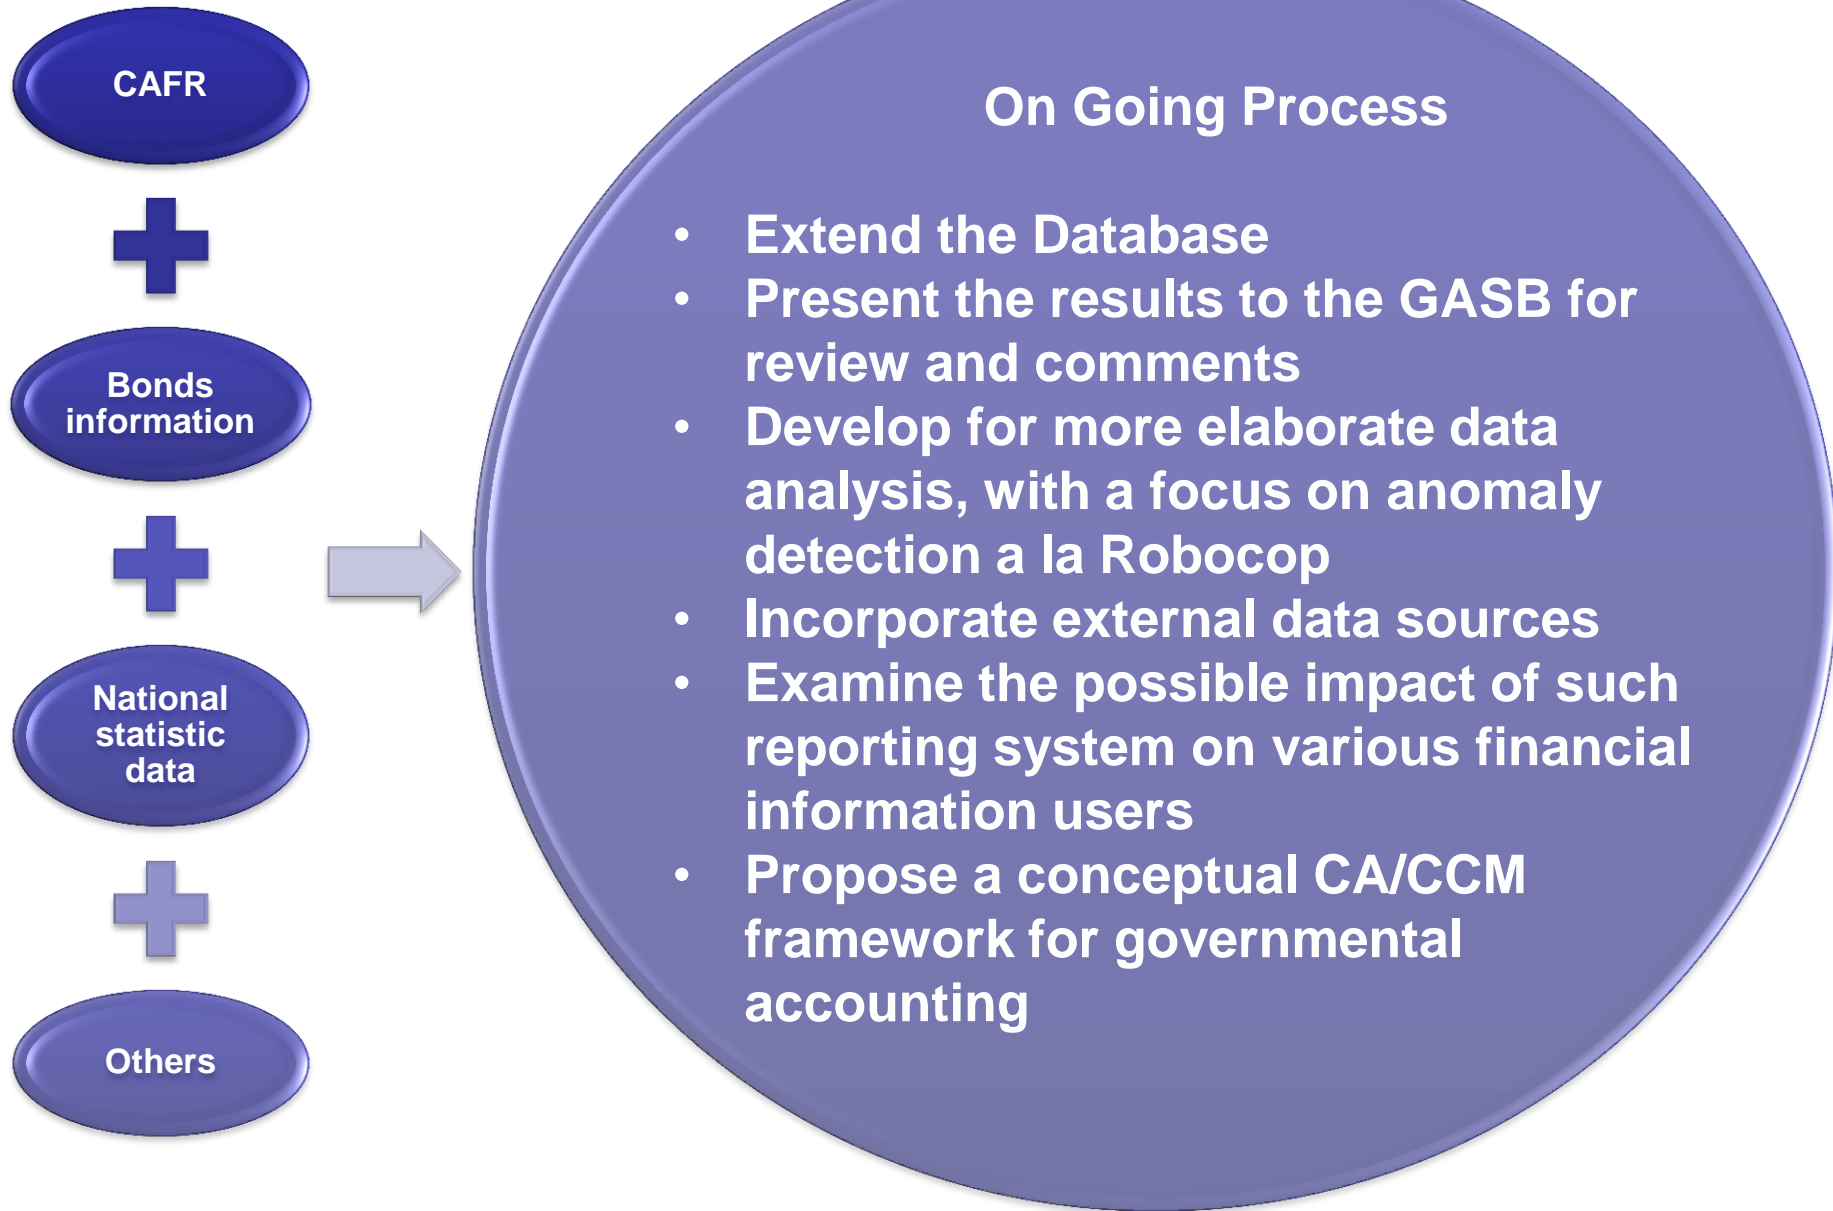 CAFR
Bonds
information
National
statistic
data
Others
On Going Process
• Extend the Database
• Present the results to the GASB for
review and comments
• Develop for more elaborate data
analysis, with a focus on anomaly
detection a la Robocop
• Incorporate external data sources
• Examine the possible impact of such
reporting system on various financial
information users
• Propose a conceptual CA/CCM
framework for governmental
accounting